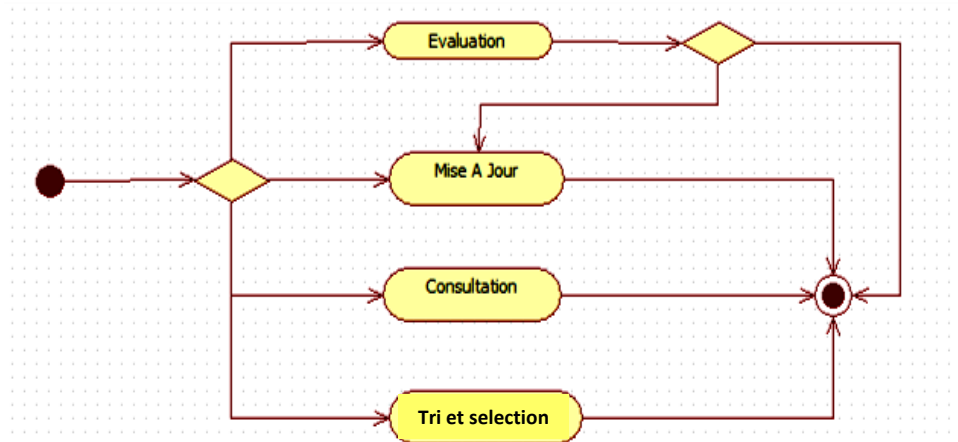 Evaluation
Mise A Jour
Consultation
Tri et selection